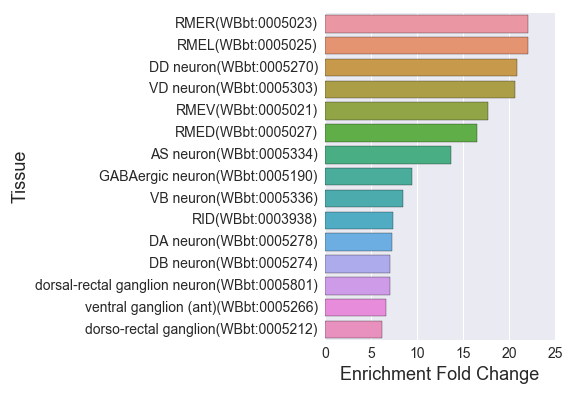 RMER(WBbt:0005023)
RMEL(WBbt:0005025)
DD neuron(WBbt:0005270)
VD neuron(WBbt:0005303)
RMEV(WBbt:0005021)
RMED(WBbt:0005027)
AS neuron(WBbt:0005334)
GABAergic neuron(WBbt:0005190)
VB neuron(WBbt:0005336)
RID(WBbt:0003938)
DA neuron(WBbt:0005278)
DB neuron(WBbt:0005274)
dorsal-rectal ganglion neuron(WBbt:0005801)
ventral ganglion (ant)(WBbt:0005266)
dorso-rectal ganglion(WBbt:0005212)
Tissue
0 5 10 15 20 25
Enrichment Fold Change